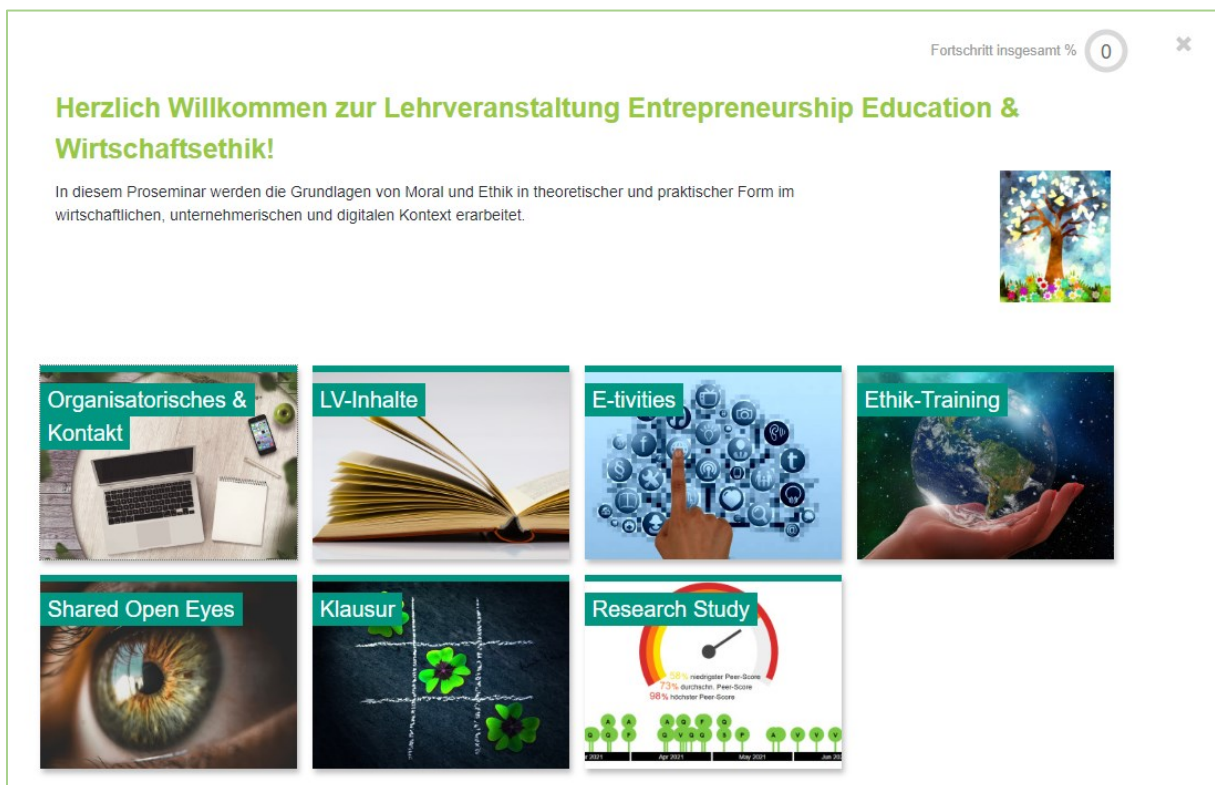 Fortschritt insgesamt % 0
Herzlich Willkommen zur Lehrveranstaltung Entrepreneurship Education &
Wirtschaftsethik!
In diesem Proseminar werden die Grundlagen von Moral und Ethik in theoretischer und praktischer Form im
wirtschaftlichen, unternehmerischen und digitalen Kontext erarbeitet.
Organisatorisches &
Kontakt
LV-Inhalte
E-tivities
Ethik-Training
Shared Open Eyes
Klausur
Research Study
58% niedrigster Peer-Score
73% durchschn. Peer-Score
98% höchster Peer-Score
A A A Q F Q
Q Q F Q V Q Q S P A V V V
2021 Apr 2021 May 2021 Jun